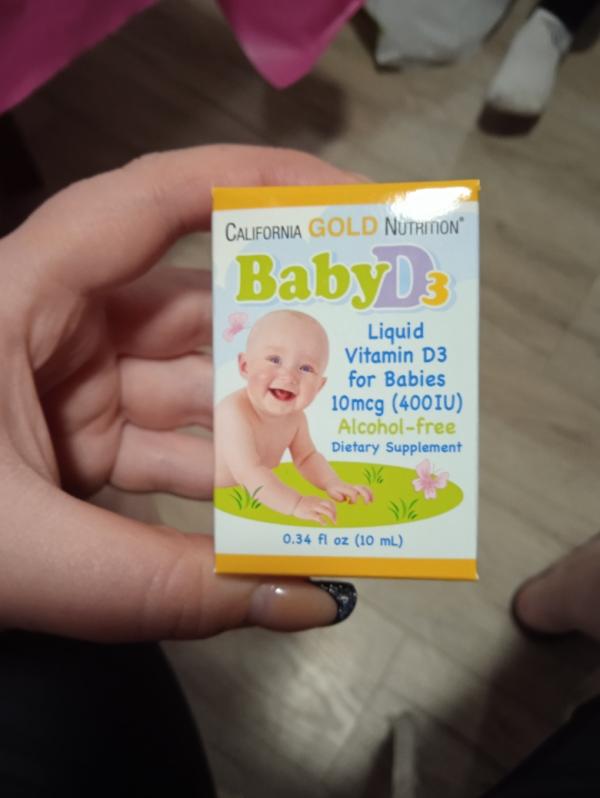 CALIFORNIA GOLD NUTRITION®
BabyD3
Liquid
Vitamin D3
for Babies
10mcg (400IU)
Alcohol-free
Dietary Supplement
0.34 fl oz (10 mL)